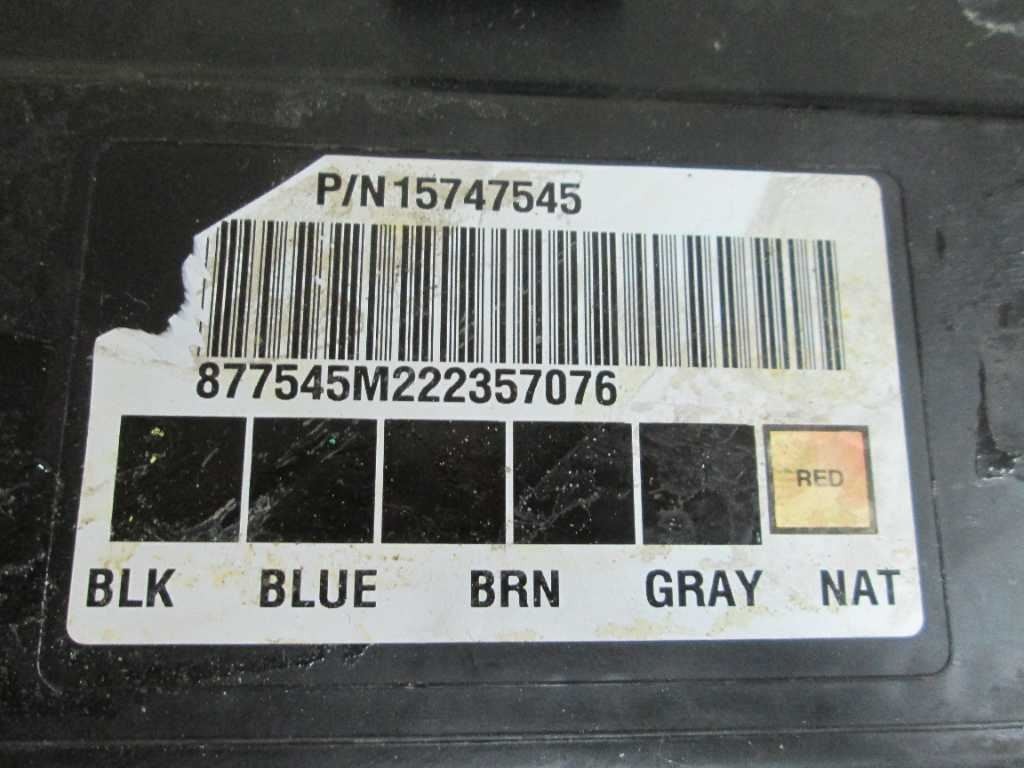 P/N 15747545
877545M222357076
RED
BLK BLUE BRN GRAY NAT